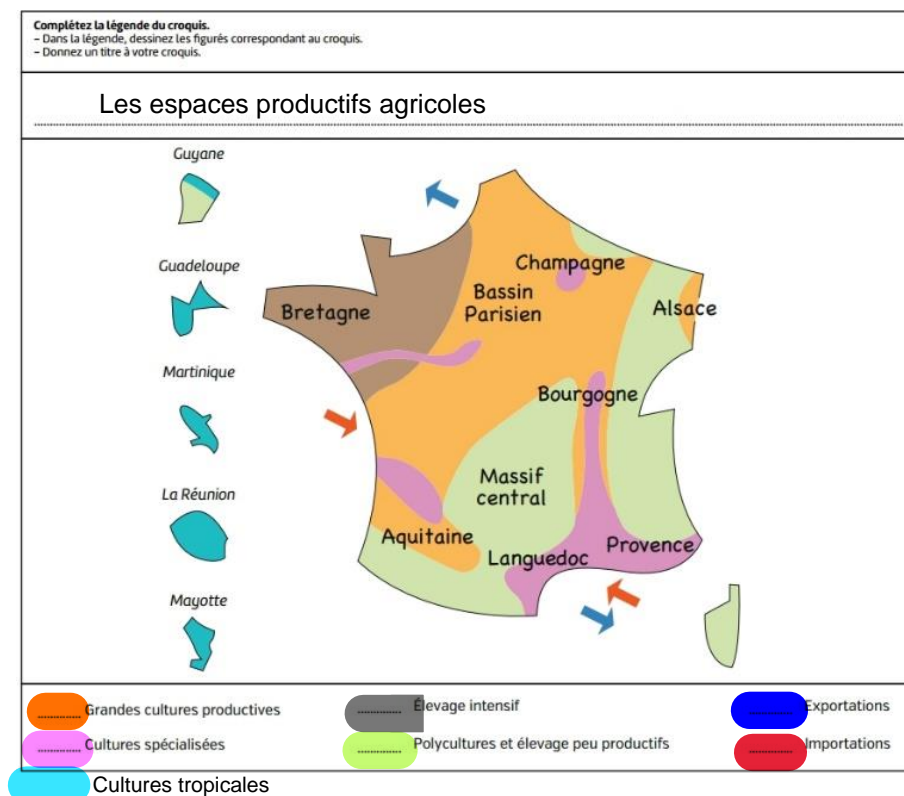 Complétez la légende du croquis.
– Dans la légende, dessinez les figurés correspondant au croquis.
– Donnez un titre à votre croquis.
Les espaces productifs agricoles
Guyane
Guadeloupe
Martinique
La Réunion
Mayotte
Champagne
Bassin
Parisien
Alsace
Bretagne
Bourgogne
Massif
central
Aquitaine
Languedoc
Provence
Grandes cultures productives
Élevage intensif
Exportations
Cultures spécialisées
Polycultures et élevage peu productifs
Importations
Cultures tropicales